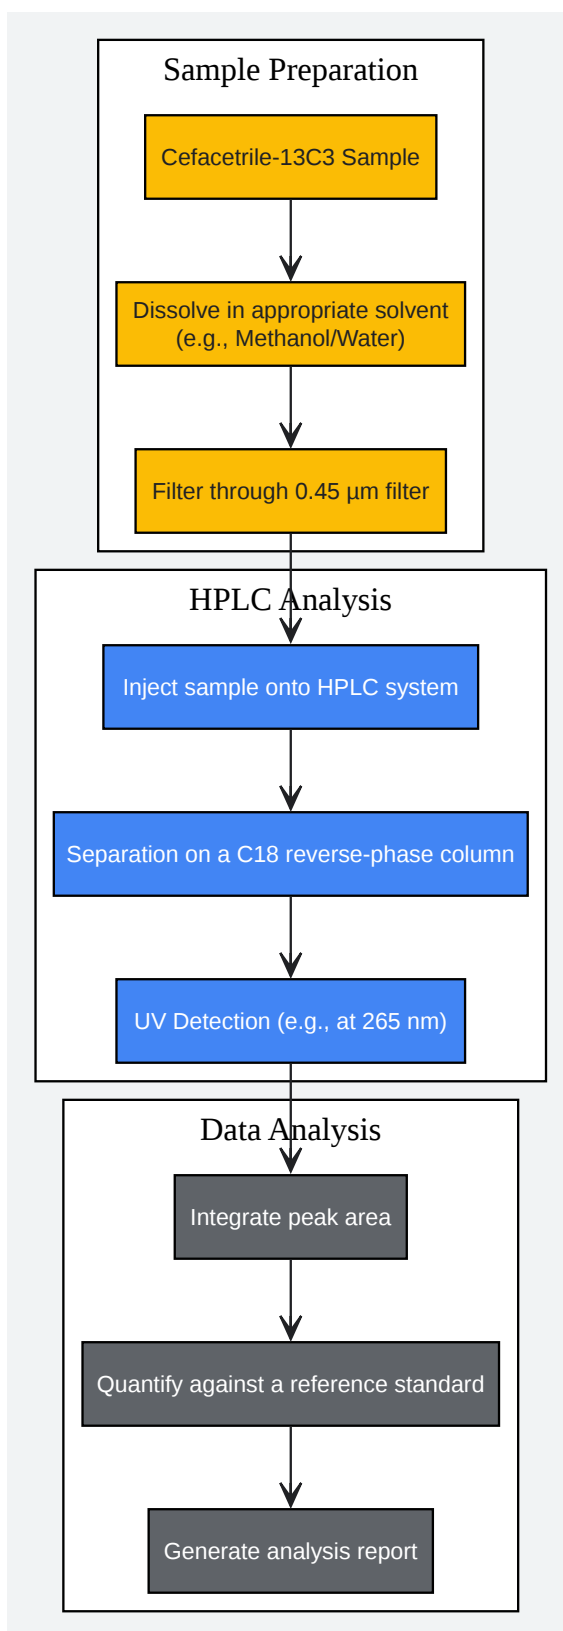 Sample Preparation
Cefacetrile-13C3 Sample
Dissolve in appropriate solvent
(e.g., Methanol/Water)
Filter through 0.45 µm filter
HPLC Analysis
Inject sample onto HPLC system
Separation on a C18 reverse-phase column
UV Detection (e.g., at 265 nm)
Data Analysis
Integrate peak area
Quantify against a reference standard
Generate analysis report